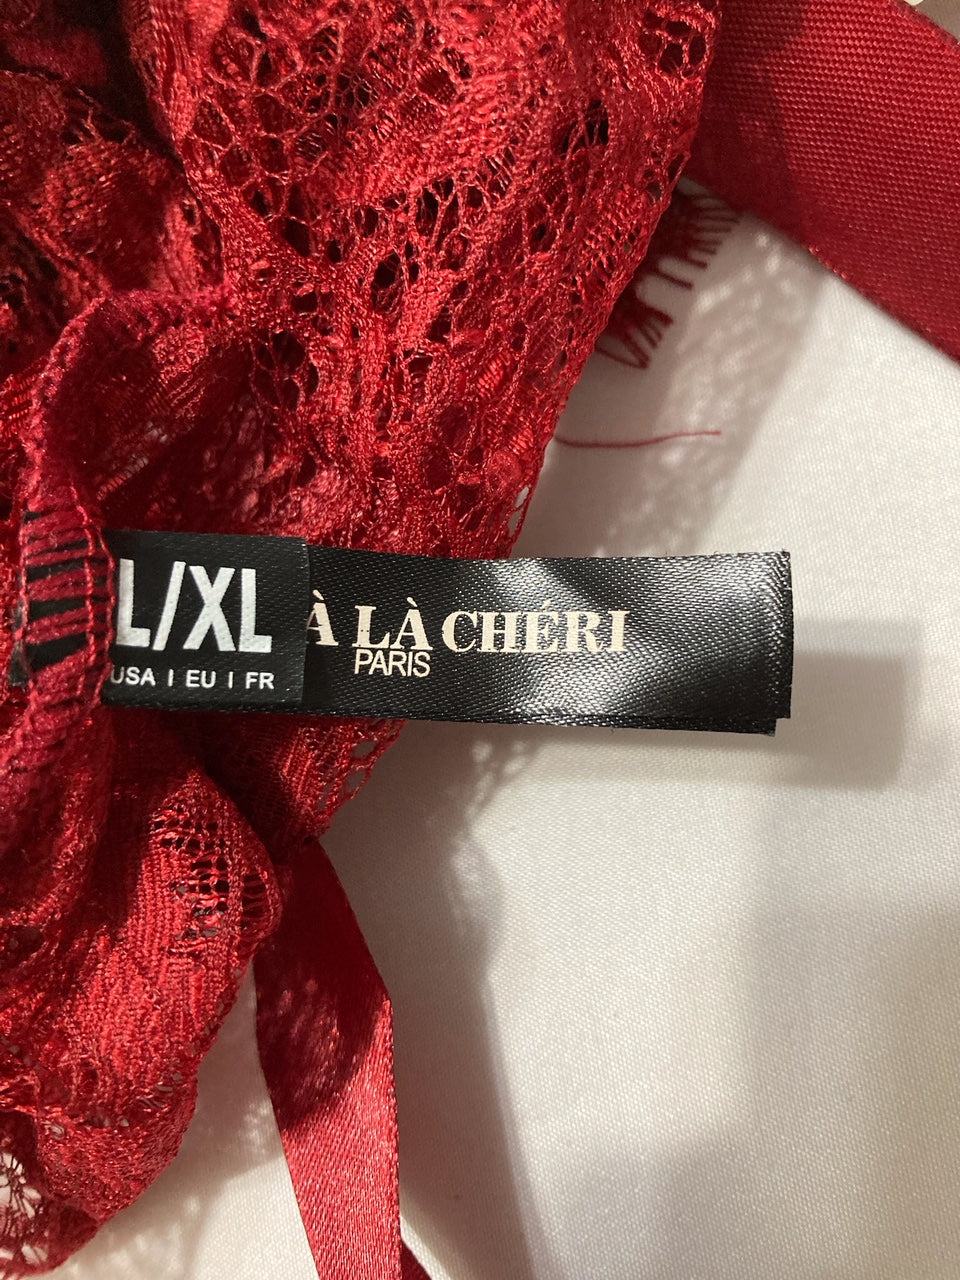 L/XL
USA I EU I FR
À LÀ CHÉRI
PARIS